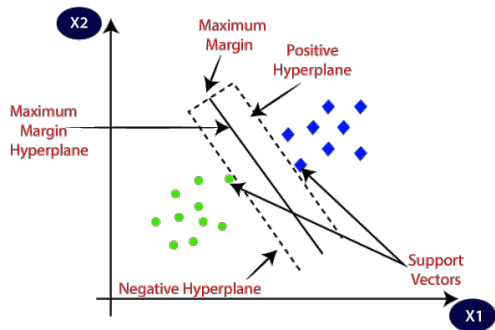 X2
Maximum
Margin
Positive
Hyperplane
Maximum
Margin
Hyperplane
Support
Vectors
Negative Hyperplane
X1